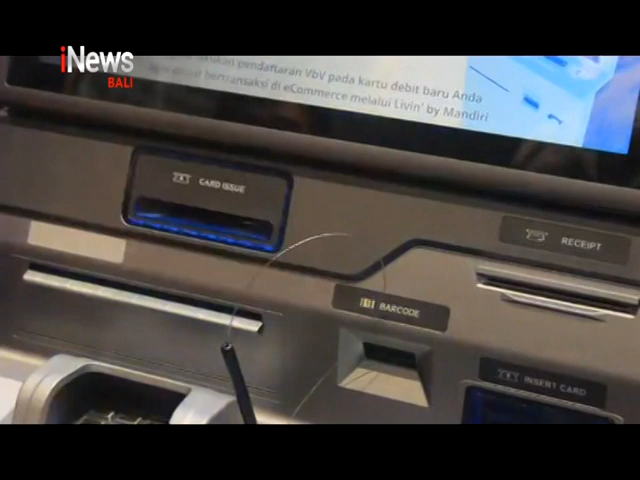 iNews
BALI
pendaftaran VbV pada kartu debit baru Anda
bertransaksi di eCommerce melalui Livin' by Mandiri
CARD ISSUE
RECEIPT
BARCODE
INSERT CARD